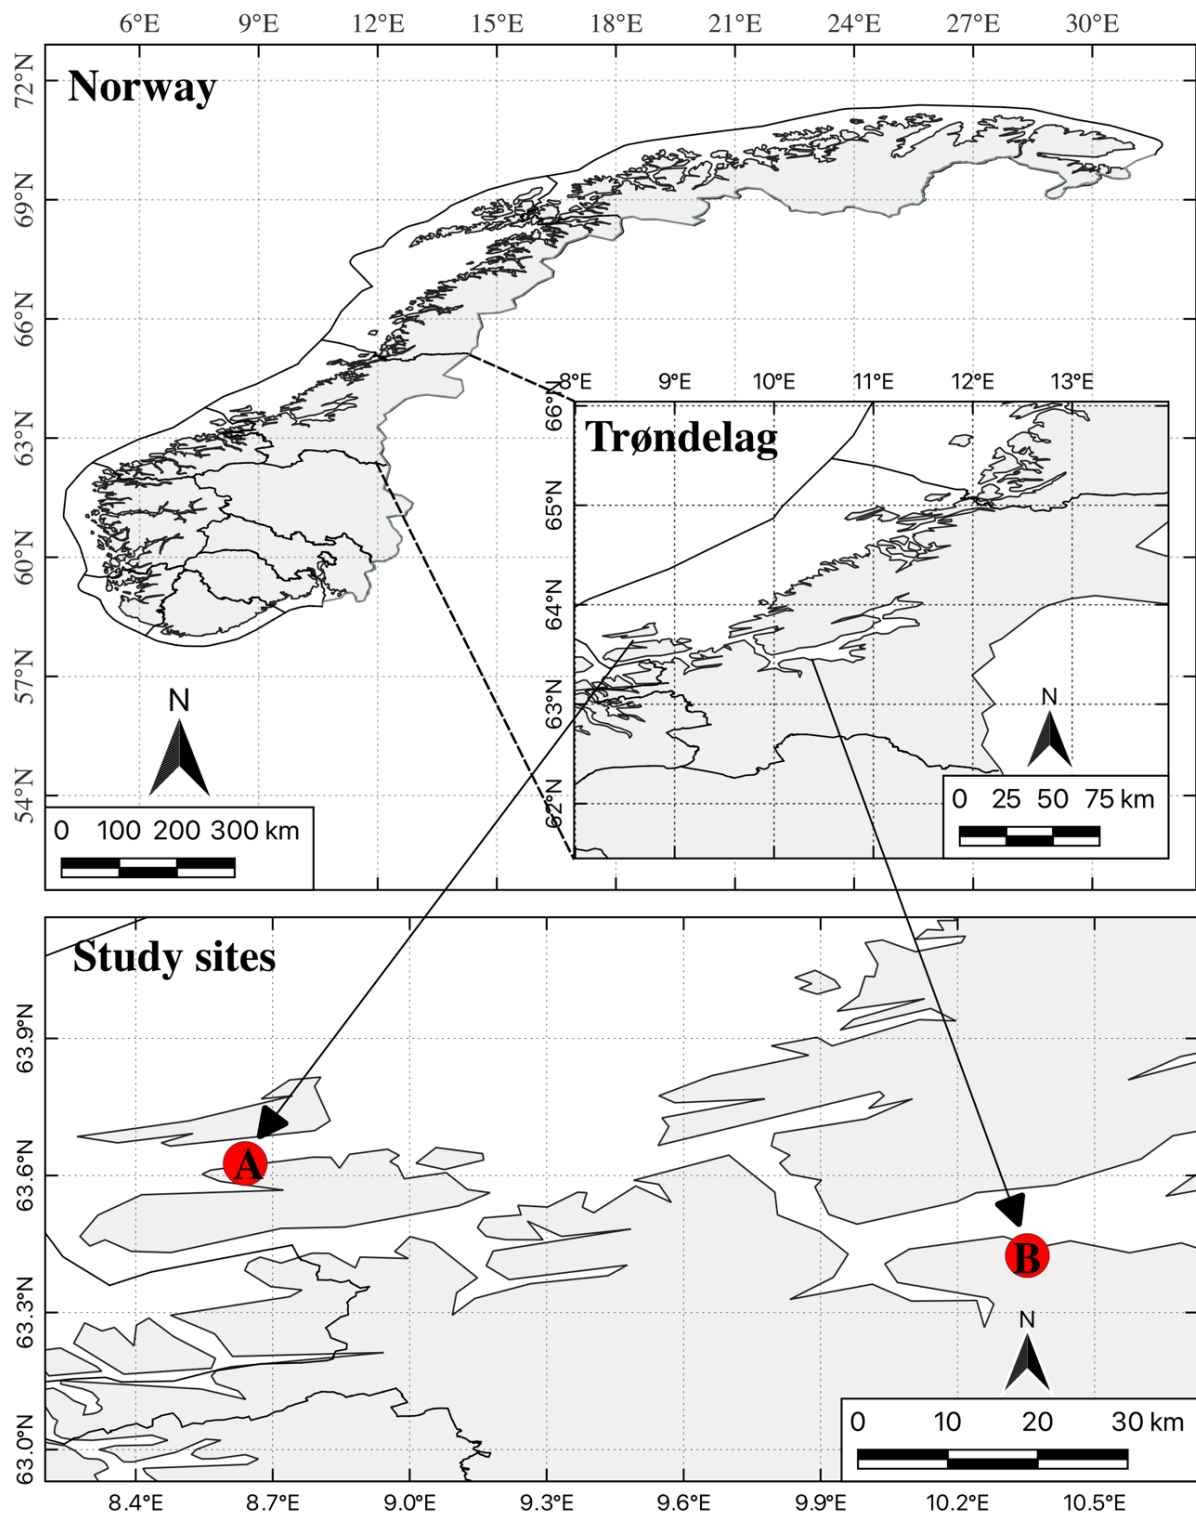 6°E 9°E 12°E 15°E 18°E 21°E 24°E 27°E 30°E
Norway
72°N
69°N
66°N
63°N
60°N
57°N
54°N
N
0 100 200 300 km
8°E 9°E 10°E 11°E 12°E 13°E
Trøndelag
66°N
65°N
64°N
63°N
62°N
N
0 25 50 75 km
Study sites
63.9°N
63.6°N
63.3°N
63.0°N
A
B
N
0 10 20 30 km
8.4°E 8.7°E 9.0°E 9.3°E 9.6°E 9.9°E 10.2°E 10.5°E